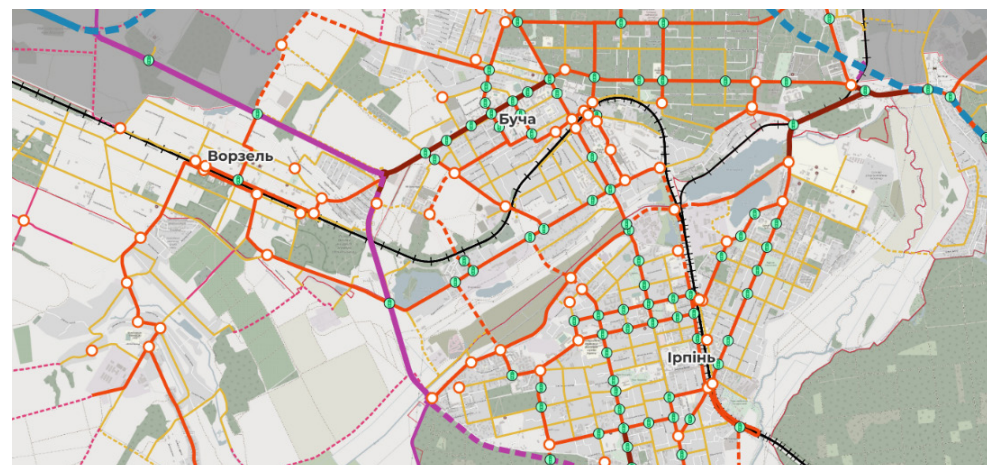 Буча
Ворзель
Ірпінь